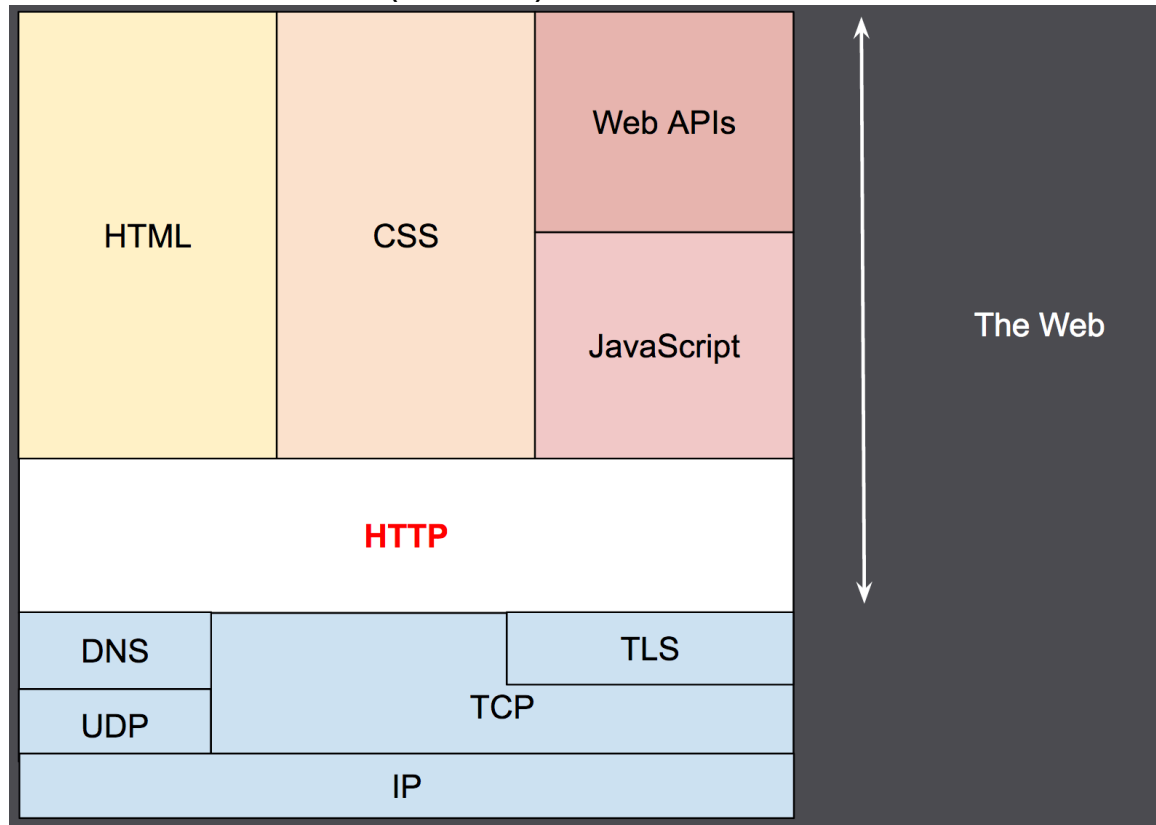 Web APIs
HTML
CSS
The Web
JavaScript
HTTP
DNS
TLS
TCP
UDP
IP